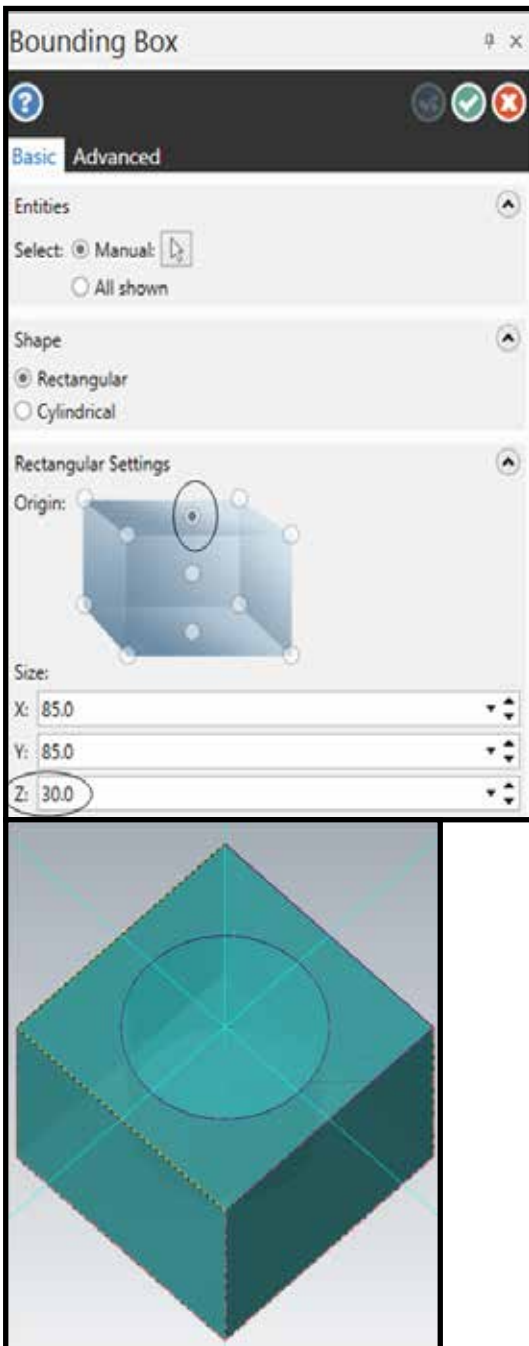 Bounding Box
Basic Advanced
Entities
Select: Manual:
All shown
Shape
Rectangular
Cylindrical
Rectangular Settings
Origin:
Size:
X: 85.0
Y: 85.0
Z: 30.0